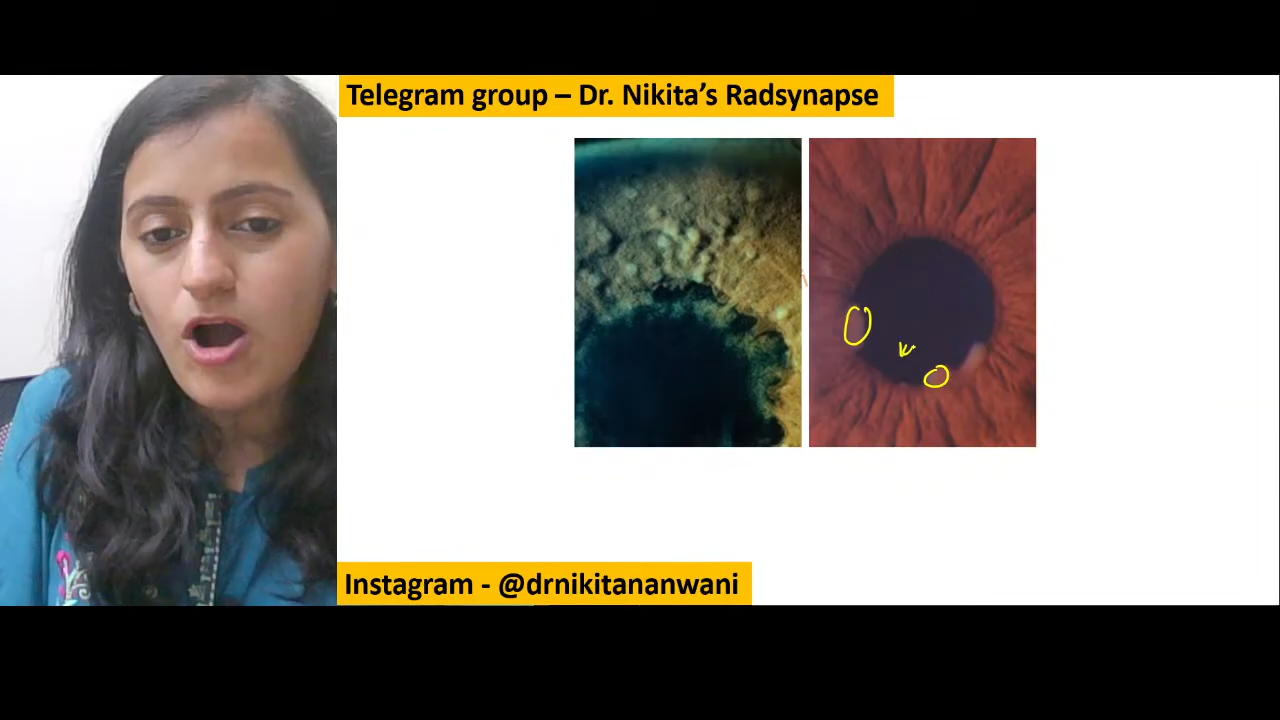 Telegram group – Dr. Nikita's Radsynapse
Instagram - @drnikitananwani